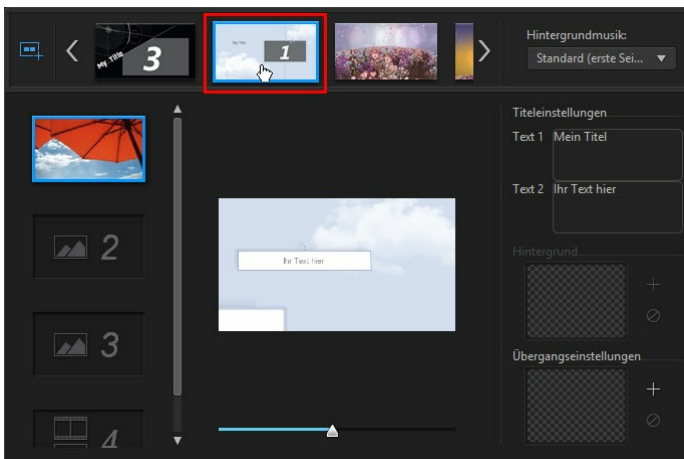 Hintergrundmusik:
My Title
3
My Title
1
Standard (erste Sei...
Titeleinstellungen
Text 1 Mein Titel
2
Text 2 Ihr Text hier
Ihr Text hier
Hintergrund
3
Übergangseinstellungen
4